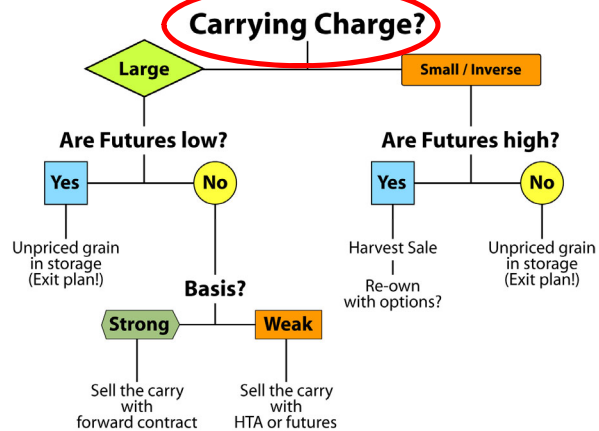 Carrying Charge?
Large
Small / Inverse
Are Futures low?
Are Futures high?
Yes
No
Yes
No
Unpriced grain
in storage
(Exit plan!)
Harvest Sale
Re-own
with options?
Unpriced grain
in storage
(Exit plan!)
Basis?
Strong
Weak
Sell the carry
with
forward contract
Sell the carry
with
HTA or futures